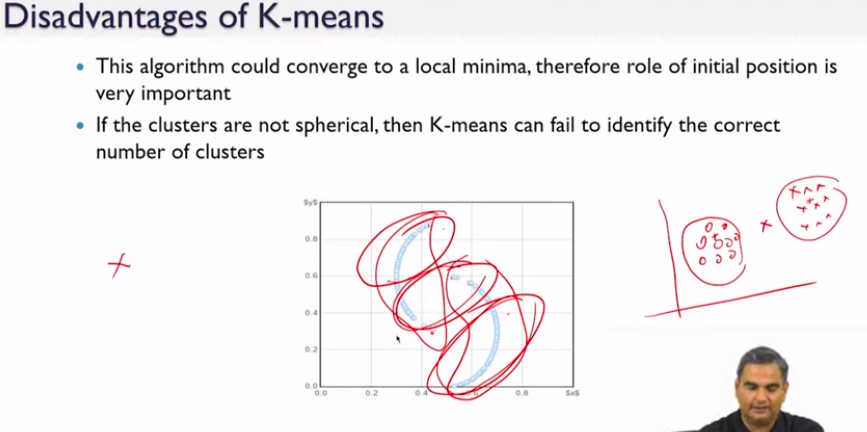 Disadvantages of K-means
• This algorithm could converge to a local minima, therefore role of initial position is
very important
• If the clusters are not spherical, then K-means can fail to identify the correct
number of clusters
$y$
0.8
0.6
0.4
0.2
0.0
0.0 0.2 0.4 0.8 $x$